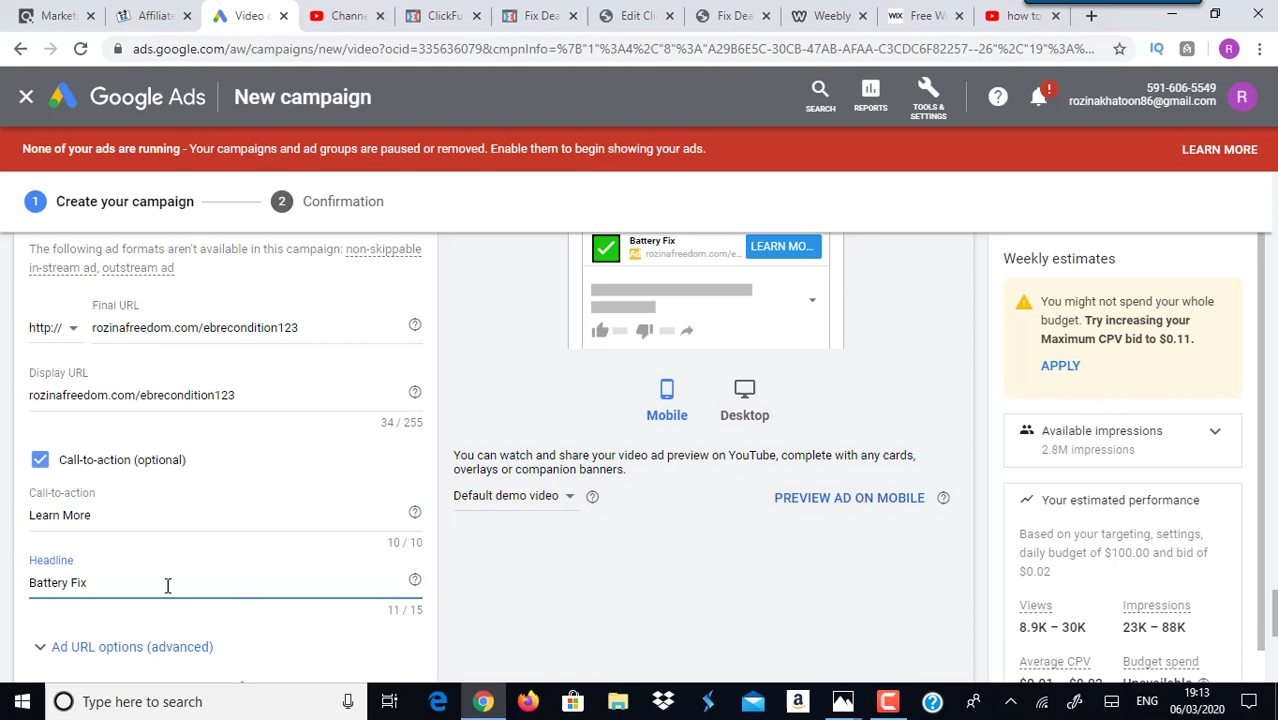 Market
Affiliate
Video c
Channe
ClickFu
Fix Dea
Edit Cli
Fix Dea
Weebly
WIX
Free W
how to
ads.google.com/aw/campaigns/new/video?ocid=335636079&cmpnInfo=%7B"1"%3A4%2C"8"%3A"A29B6E5C-30CB-47AB-AFAA-C3CDC6F82257--26"%2C"19"%3A%...
IQ
R
Google Ads
New campaign
SEARCH
REPORTS
TOOLS &
SETTINGS
591-606-5549
rozinakhatoon86@gmail.com
R
None of your ads are running - Your campaigns and ad groups are paused or removed. Enable them to begin showing your ads.
LEARN MORE
1 Create your campaign
2 Confirmation
The following ad formats aren't available in this campaign: non-skippable
in-stream ad, outstream ad
Final URL
http:// rozinafreedom.com/ebrecondition123
Display URL
rozinafreedom.com/ebrecondition123
34 / 255
Call-to-action (optional)
Call-to-action
Learn More
10 / 10
Headline
Battery Fix
11 / 15
Ad URL options (advanced)
Battery Fix
Ad rozinafreedom.com/e...
LEARN MO...
Mobile
Desktop
You can watch and share your video ad preview on YouTube, complete with any cards,
overlays or companion banners.
Default demo video
PREVIEW AD ON MOBILE
Weekly estimates
You might not spend your whole
budget. Try increasing your
Maximum CPV bid to $0.11.
APPLY
Available impressions
2.8M impressions
Your estimated performance
Based on your targeting, settings,
daily budget of $100.00 and bid of
$0.02
Views
Impressions
8.9K – 30K
23K – 88K
Average CPV
Budget spend
Type here to search
ENG
19:13
06/03/2020